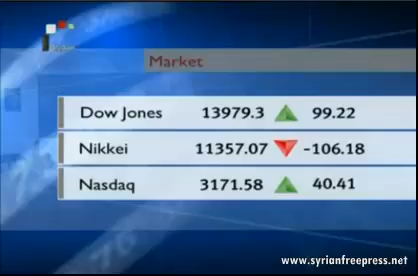 Market
Dow Jones 13979.3 99.22
Nikkei 11357.07 -106.18
Nasdaq 3171.58 40.41
www.syrianfreepress.net